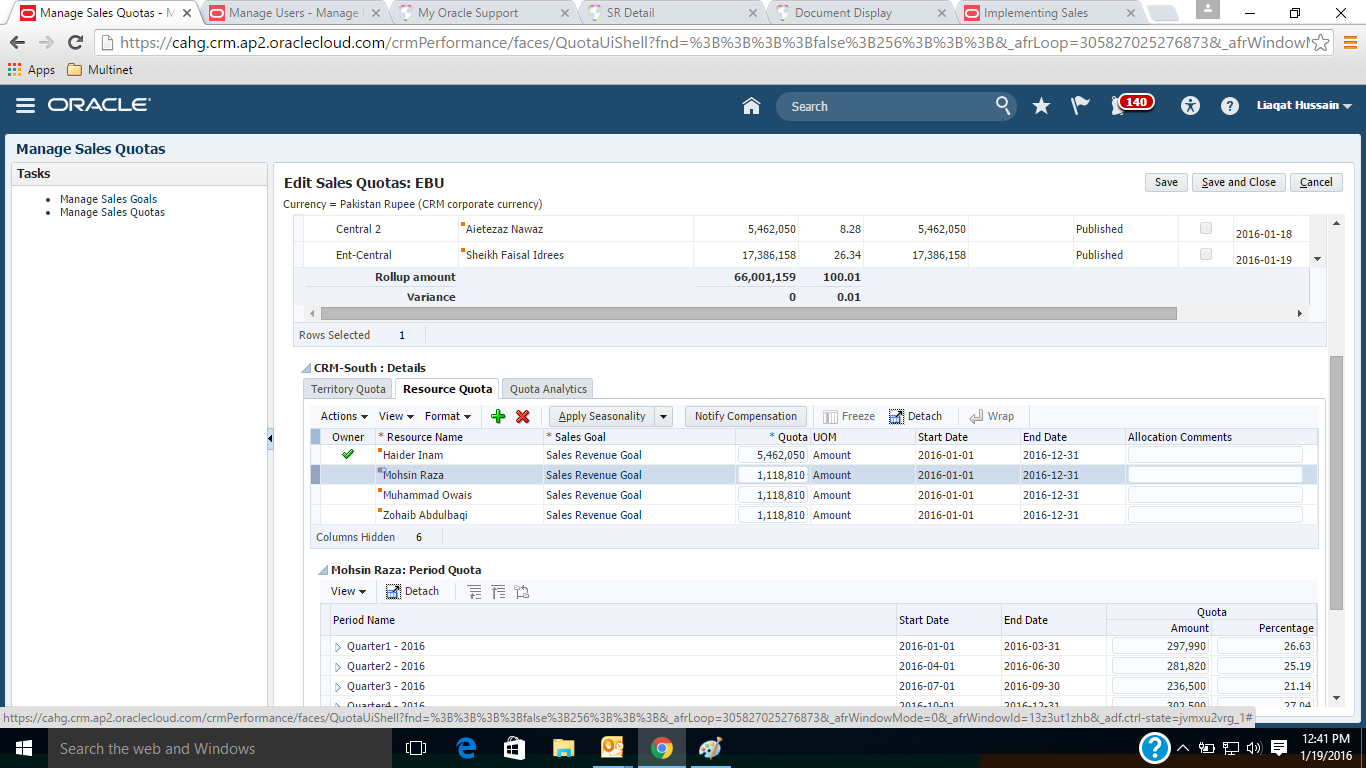 Manage Sales Quotas - M
Manage Users - Manage
My Oracle Support
SR Detail
Document Display
Implementing Sales
https://cahg.crm.ap2.oraclecloud.com/crmPerformance/faces/QuotaUiShell?fnd=%3B%3B%3B%3Bfalse%3B256%3B%3B%3B&_afrLoop=305827025276873&_afrWindowM
Apps Multinet
ORACLE Search 140 Liaqat Hussain
Manage Sales Quotas
Tasks
Manage Sales Goals
Manage Sales Quotas
Edit Sales Quotas: EBU Save Save and Close Cancel
Currency = Pakistan Rupee (CRM corporate currency)
Central 2 Aietezaz Nawaz 5,462,050 8.28 5,462,050 Published 2016-01-18
Ent-Central Sheikh Faisal Idrees 17,386,158 26.34 17,386,158 Published 2016-01-19
Rollup amount 66,001,159 100.01
Variance 0 0.01
Rows Selected 1
CRM-South : Details
Territory Quota Resource Quota Quota Analytics
Actions View Format Apply Seasonality Notify Compensation Freeze Detach Wrap
Owner * Resource Name * Sales Goal * Quota UOM Start Date End Date Allocation Comments
Haider Inam Sales Revenue Goal 5,462,050 Amount 2016-01-01 2016-12-31
Mohsin Raza Sales Revenue Goal 1,118,810 Amount 2016-01-01 2016-12-31
Muhammad Owais Sales Revenue Goal 1,118,810 Amount 2016-01-01 2016-12-31
Zohaib Abdulbaqi Sales Revenue Goal 1,118,810 Amount 2016-01-01 2016-12-31
Columns Hidden 6
Mohsin Raza: Period Quota
View Detach
Quota
Period Name Start Date End Date Amount Percentage
Quarter1 - 2016 2016-01-01 2016-03-31 297,990 26.63
Quarter2 - 2016 2016-04-01 2016-06-30 281,820 25.19
Quarter3 - 2016 2016-07-01 2016-09-30 236,500 21.14
Quarter4 - 2016 2016-10-01 2016-12-31 302,500 27.04
https://cahg.crm.ap2.oraclecloud.com/crmPerformance/faces/QuotaUiShell?fnd=%3B%3B%3B%3Bfalse%3B256%3B%3B%3B&_afrLoop=305827025276873&_afrWindowMode=0&_afrWindowId=13z3ut1zhb&_adf.ctrl-state=jvmxu2vrg_1#
Search the web and Windows
12:41 PM
1/19/2016